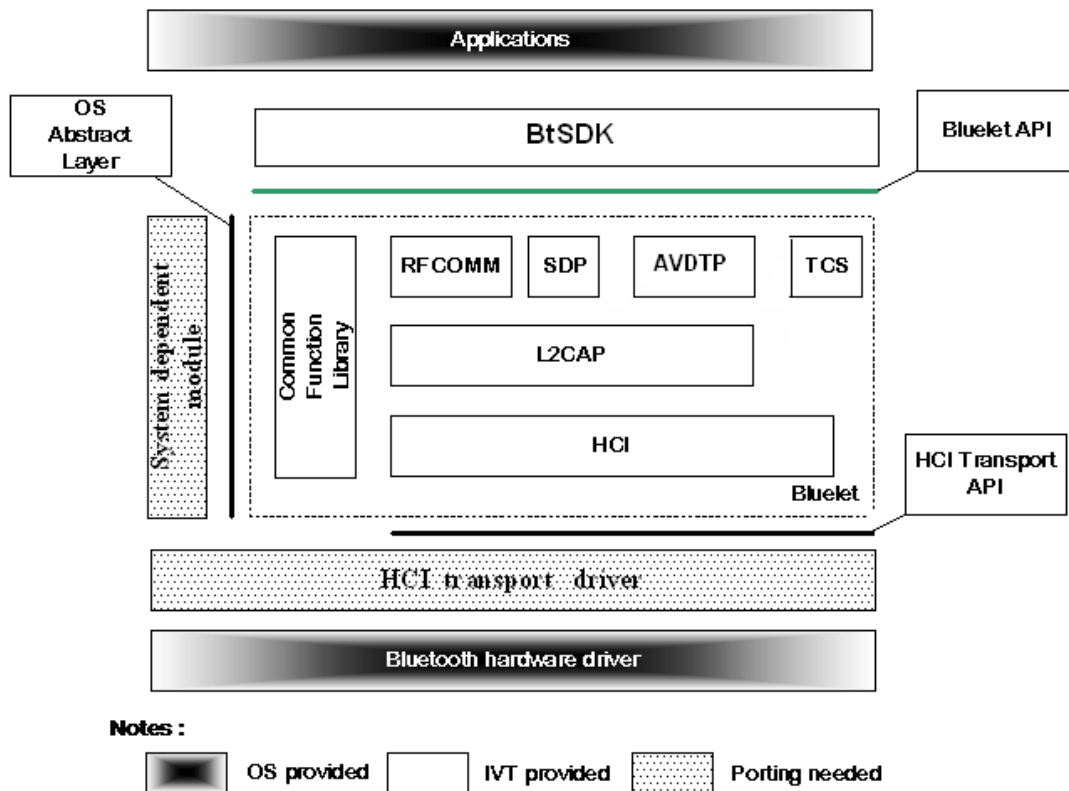 Applications
OS
Abstract
Layer
BtSDK
Bluelet API
System dependent
module
Common
Function
Library
RFCOMM
SDP
AVDTP
TCS
L2CAP
HCI
Bluelet
HCI Transport
API
HCI transport driver
Bluetooth hardware driver
Notes :
OS provided
IVT provided
Porting needed